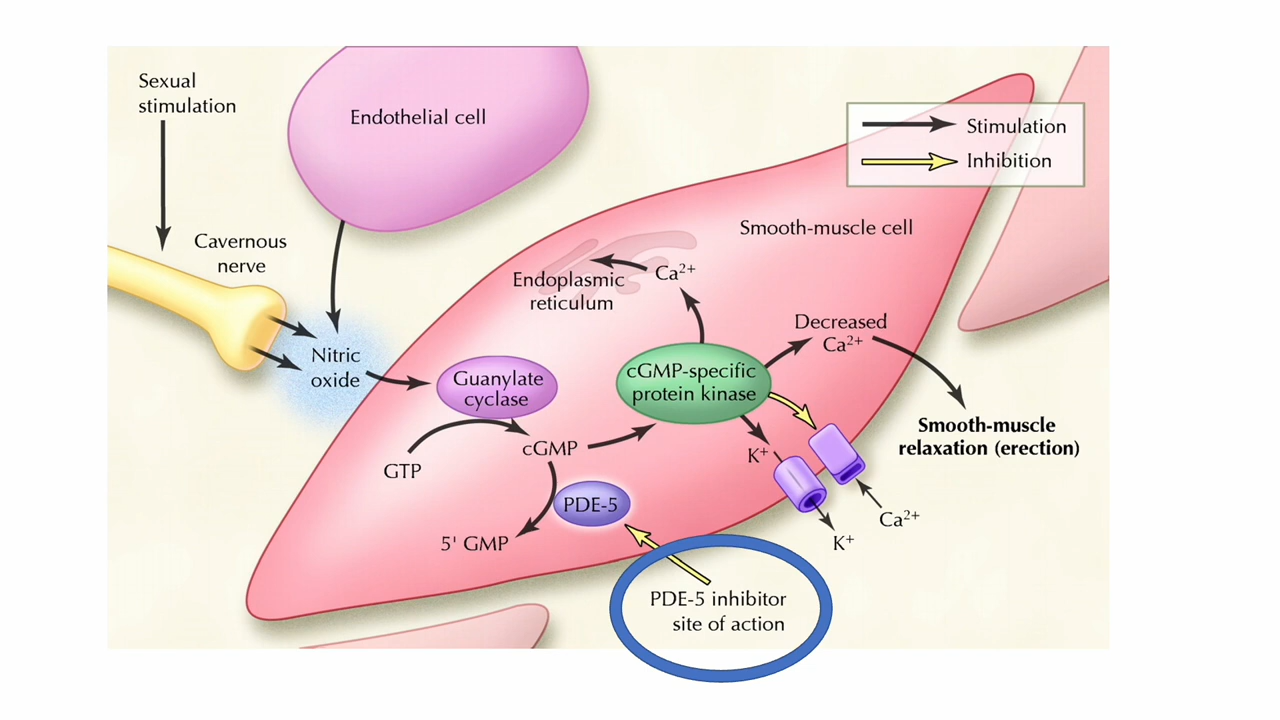 Sexual
stimulation
Endothelial cell
Stimulation
Inhibition
Smooth-muscle cell
Cavernous
nerve
Endoplasmic
reticulum
Ca²⁺
Decreased
Ca²⁺
Nitric
oxide
Guanylate
cyclase
cGMP-specific
protein kinase
Smooth-muscle
relaxation (erection)
GTP
cGMP
K⁺
PDE-5
Ca²⁺
5' GMP
K⁺
PDE-5 inhibitor
site of action